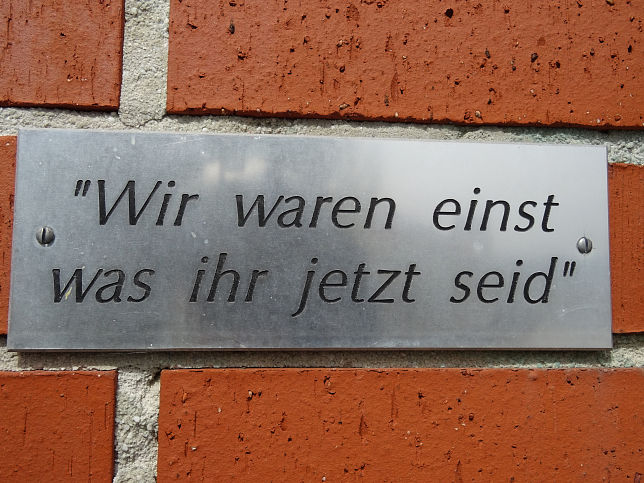 "Wir waren einst
was ihr jetzt seid"